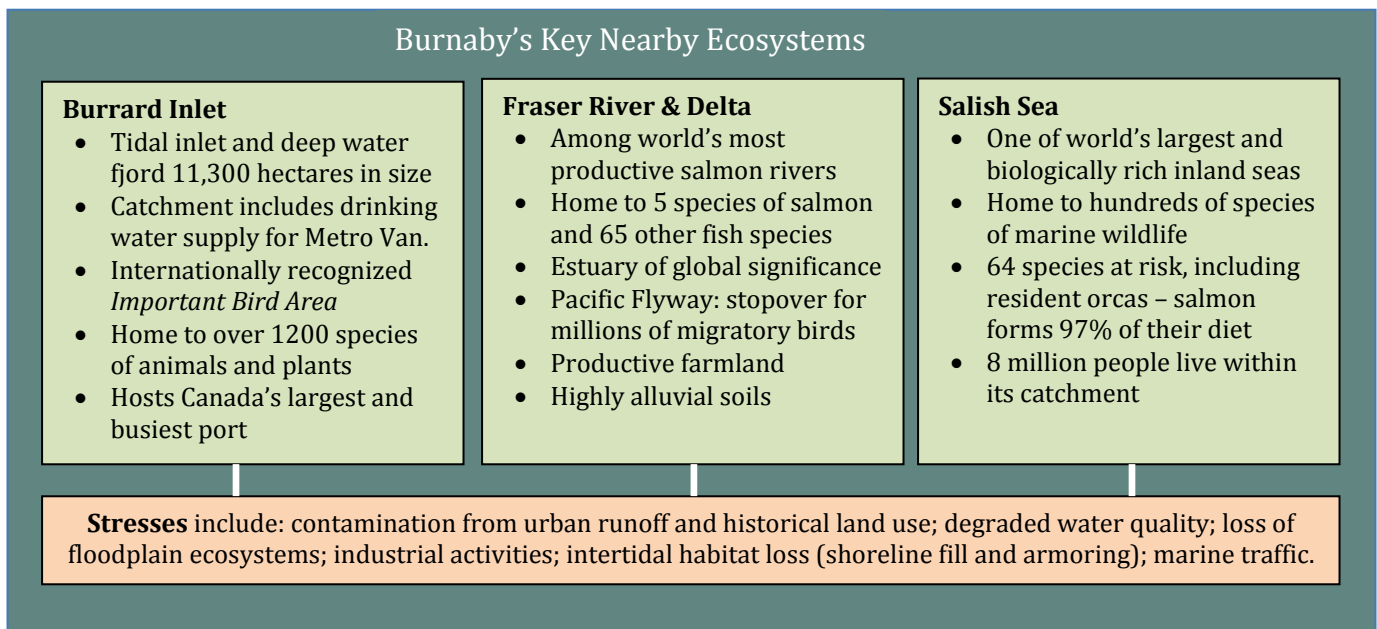 Burnaby’s Key Nearby Ecosystems
Burrard Inlet
• Tidal inlet and deep water
fjord 11,300 hectares in size
• Catchment includes drinking
water supply for Metro Van.
• Internationally recognized
Important Bird Area
• Home to over 1200 species
of animals and plants
• Hosts Canada’s largest and
busiest port
Fraser River & Delta
• Among world’s most
productive salmon rivers
• Home to 5 species of salmon
and 65 other fish species
• Estuary of global significance
• Pacific Flyway: stopover for
millions of migratory birds
• Productive farmland
• Highly alluvial soils
Salish Sea
• One of world’s largest and
biologically rich inland seas
• Home to hundreds of species
of marine wildlife
• 64 species at risk, including
resident orcas – salmon
forms 97% of their diet
• 8 million people live within
its catchment
Stresses include: contamination from urban runoff and historical land use; degraded water quality; loss of
floodplain ecosystems; industrial activities; intertidal habitat loss (shoreline fill and armoring); marine traffic.